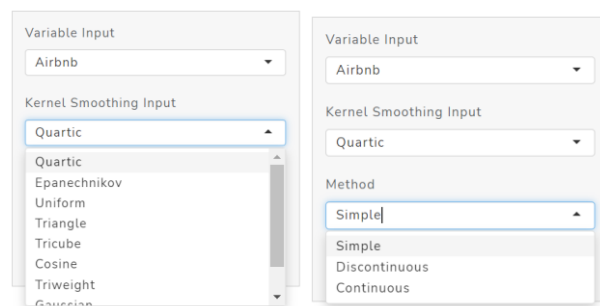 Variable Input
Airbnb
Kernel Smoothing Input
Quartic
Quartic
Epanechnikov
Uniform
Triangle
Tricube
Cosine
Triweight
Gaussian
Variable Input
Airbnb
Kernel Smoothing Input
Quartic
Method
Simple
Simple
Discontinuous
Continuous